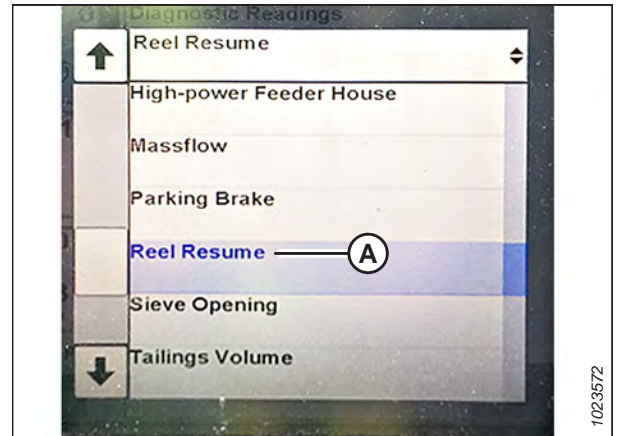 Diagnostic Readings
Reel Resume
High-power Feeder House
Massflow
Parking Brake
Reel Resume
A
Sieve Opening
Tailings Volume
1023572